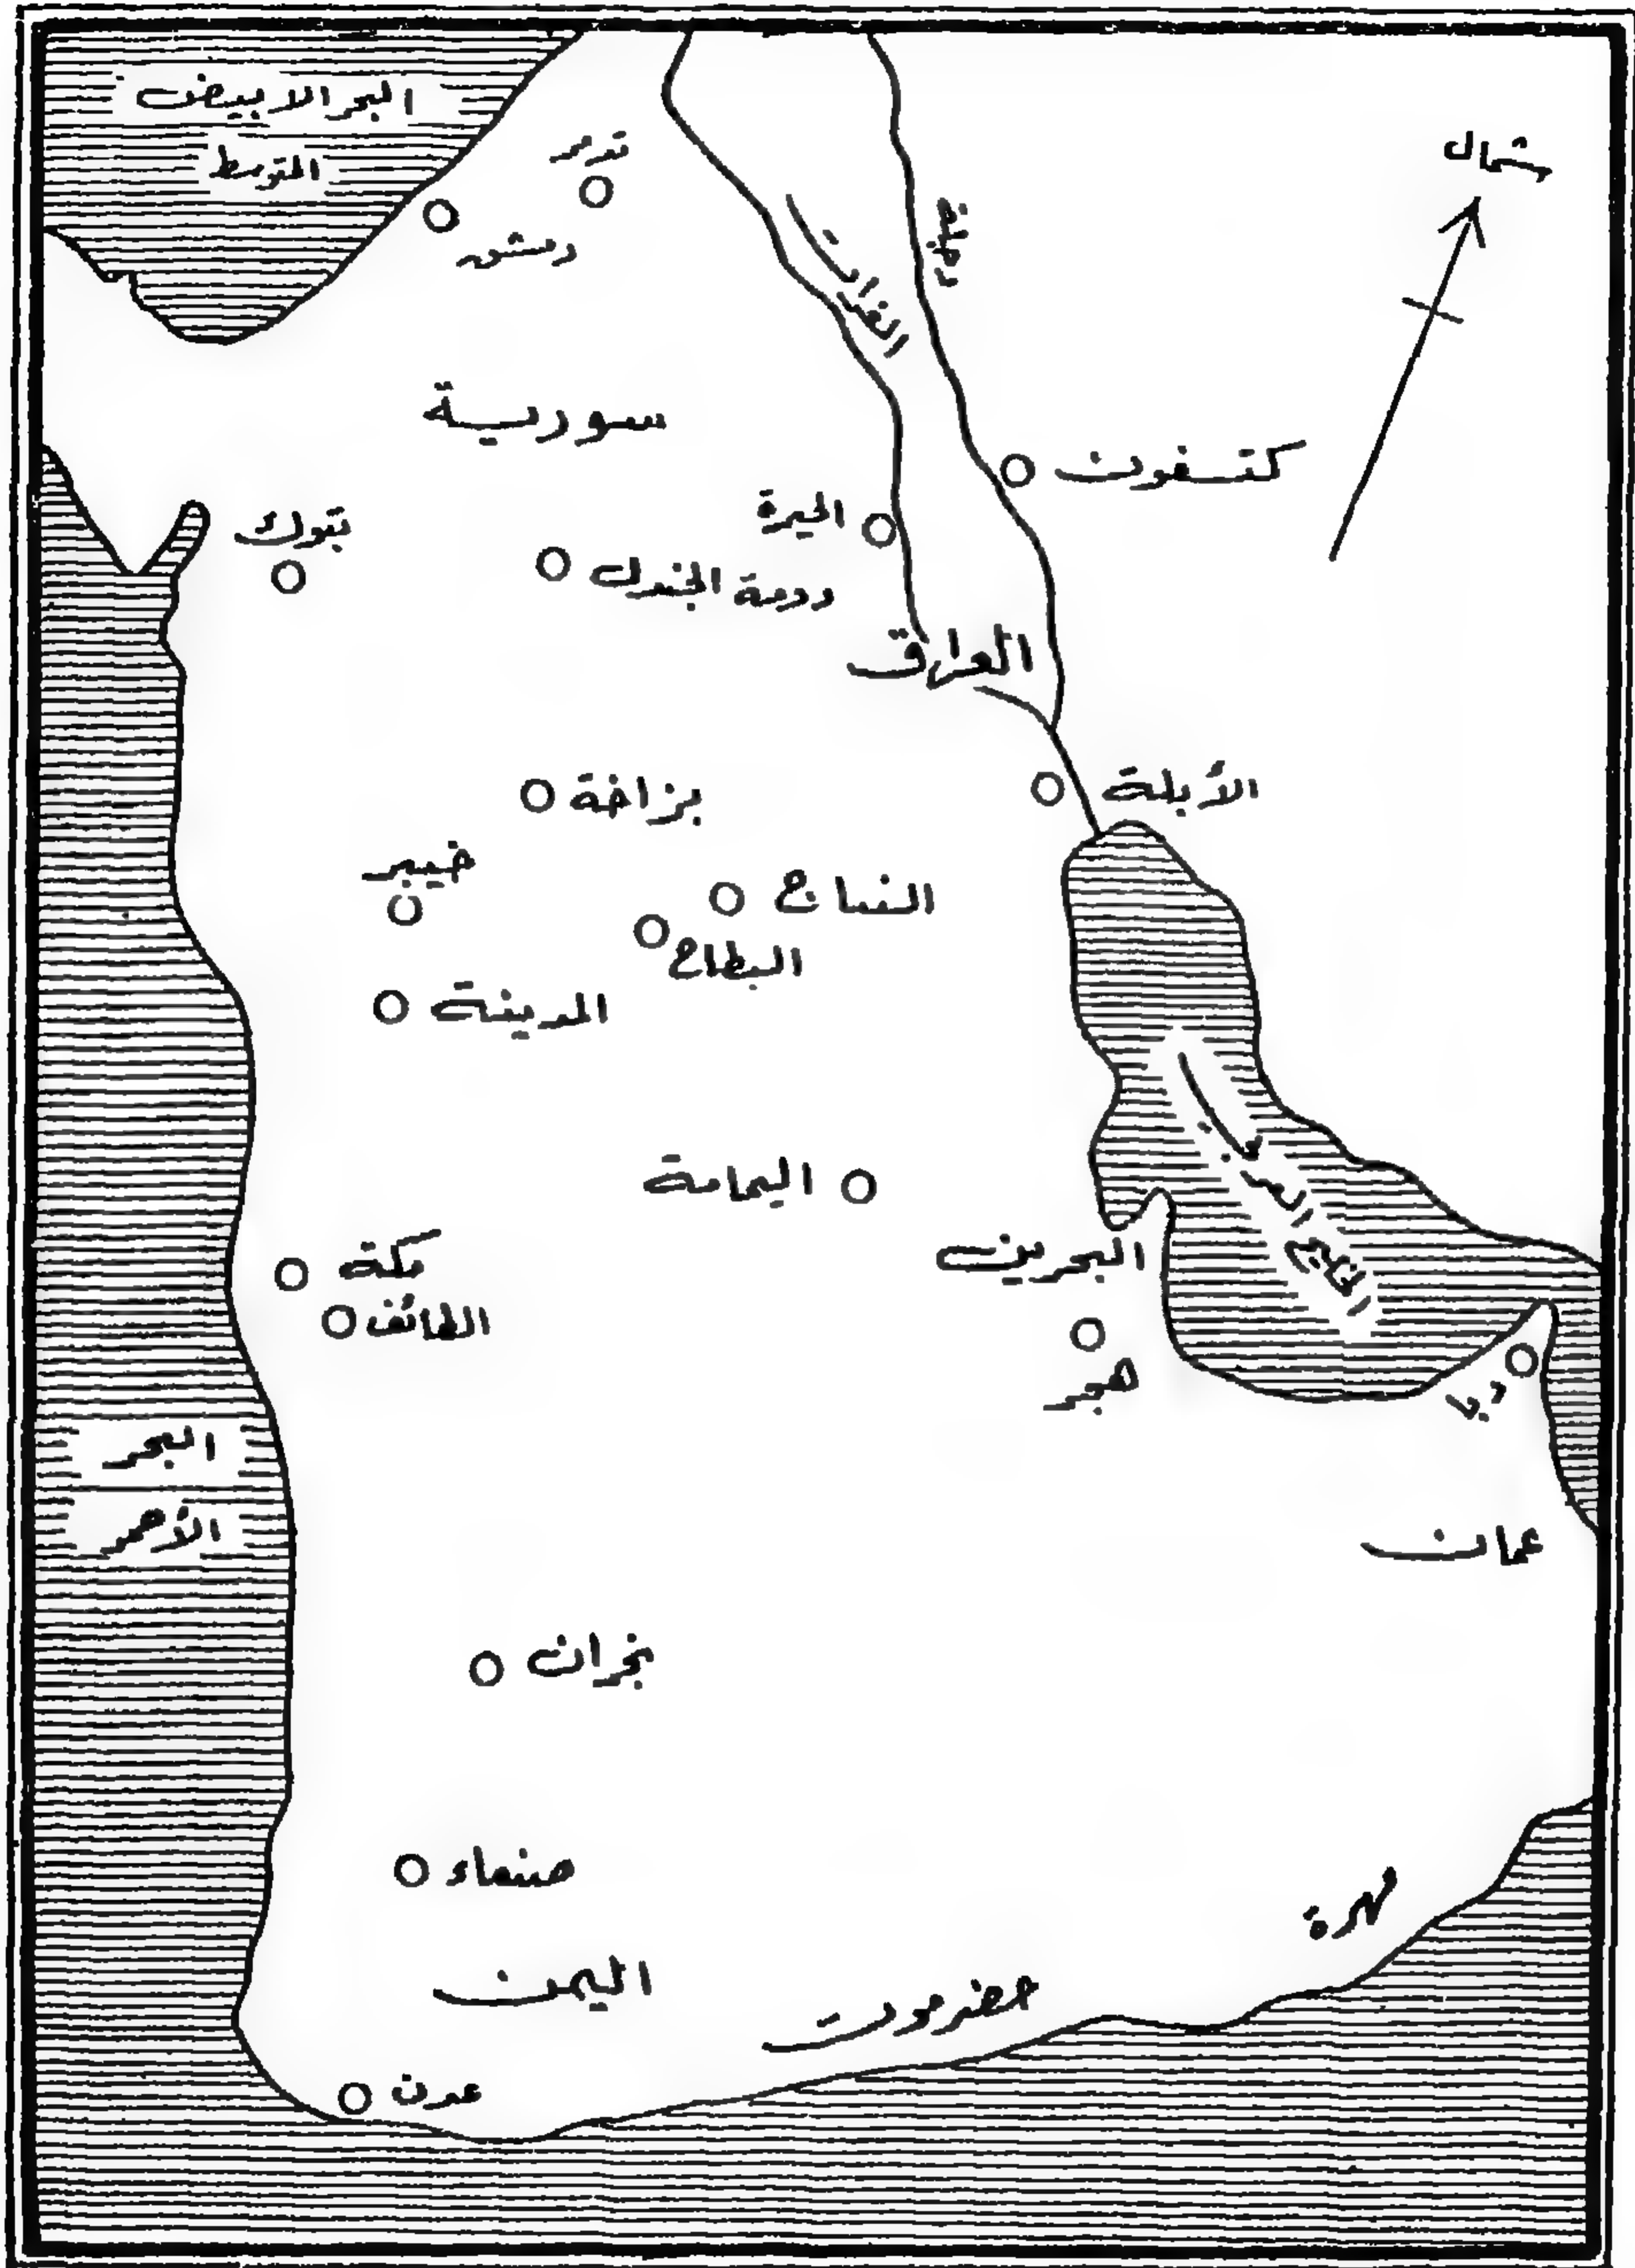 البحر الابيض
المتوسط
شمال
تدمر
دمشق
دجلة
الفرات
سورية
كتسفون
الحيرة
تبوك
دومة الجندل
العراق
الأبلة
بزاخة
خيبر
النباج
البطاح
المدينة
اليمامة
الخليج العربي
مكة
البحرين
الطائف
هجر
دبا
البحر
الأحمر
عمان
نجران
صنعاء
مهرة
اليمن
حضرموت
عدن